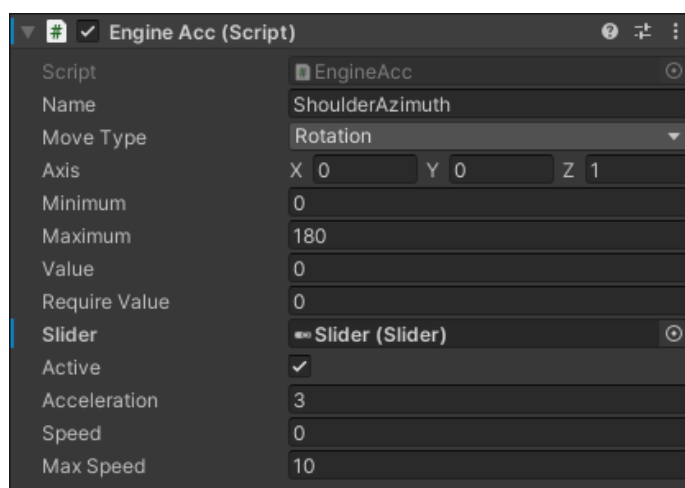 Engine Acc (Script)
Script EngineAcc
Name ShoulderAzimuth
Move Type Rotation
Axis X 0 Y 0 Z 1
Minimum 0
Maximum 180
Value 0
Require Value 0
Slider Slider (Slider)
Active
Acceleration 3
Speed 0
Max Speed 10